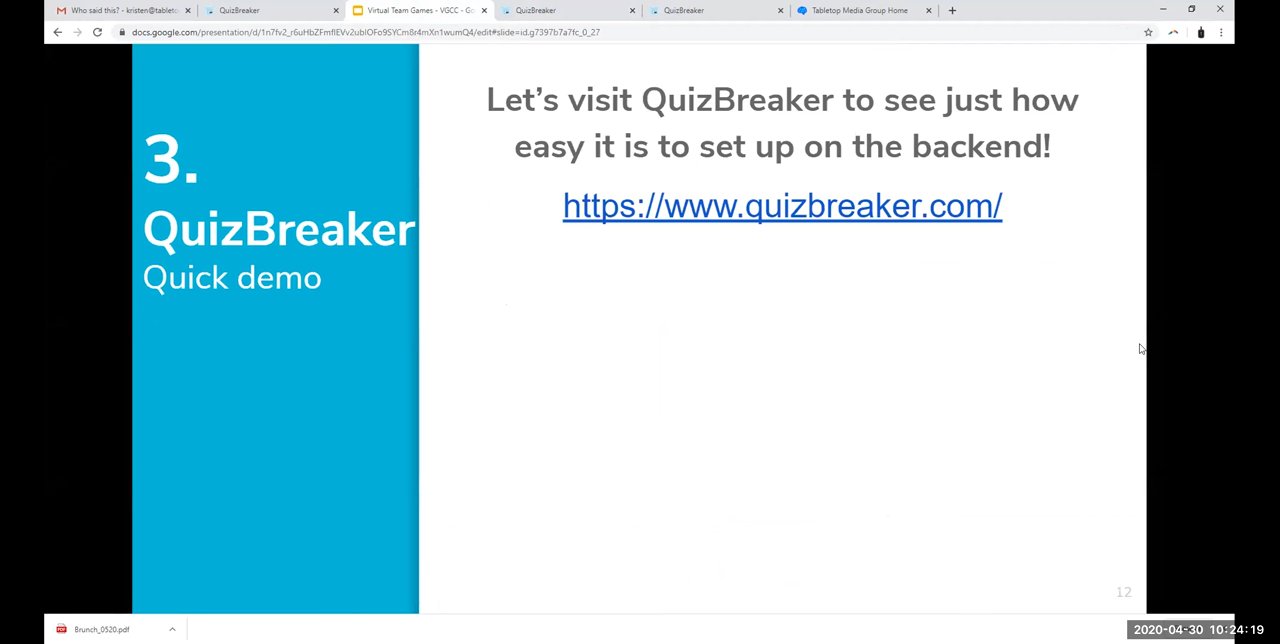 Who said this? - kristen@tableto
QuizBreaker
Virtual Team Games - VGCC - Go
QuizBreaker
QuizBreaker
Tabletop Media Group Home
docs.google.com/presentation/d/1n7fv2_r6uHbZFmflEVv2ublOFo9SYCm8r4mXn1wumQ4/edit#slide=id.g7397b7a7fc_0_27
3.
QuizBreaker
Quick demo
Let's visit QuizBreaker to see just how
easy it is to set up on the backend!
https://www.quizbreaker.com/
12
Brunch_0520.pdf
2020-04-30 10:24:19